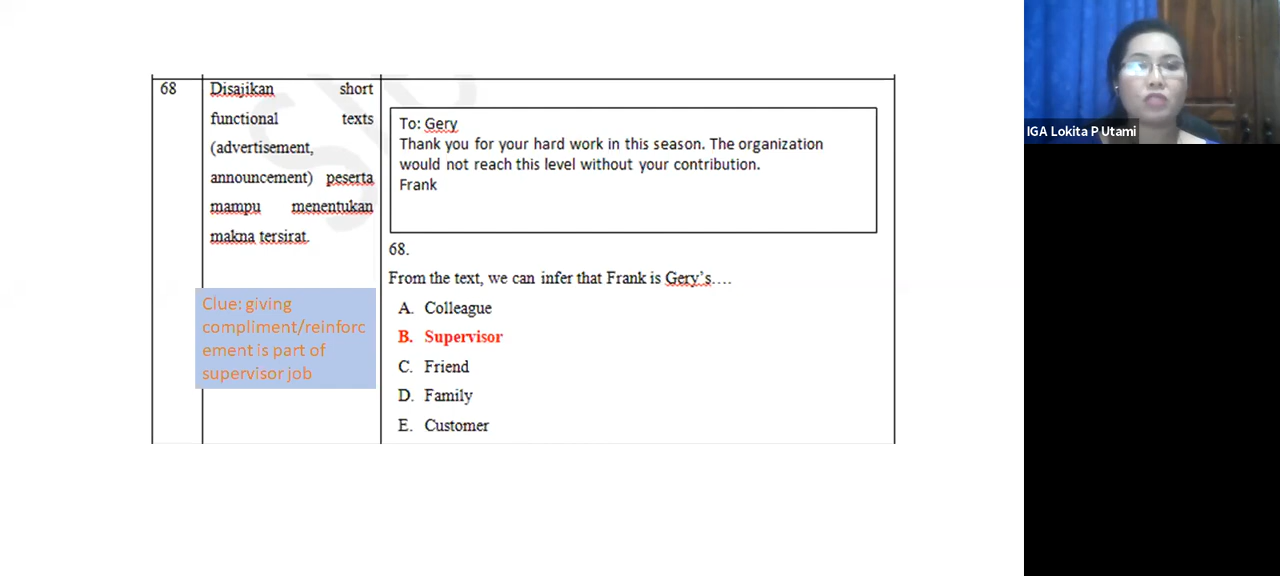 68
Disajikan short
functional texts
(advertisement,
announcement) peserta
mampu menentukan
makna tersirat.
Clue: giving
compliment/reinforc
ement is part of
supervisor job
To: Gery
Thank you for your hard work in this season. The organization
would not reach this level without your contribution.
Frank
68.
From the text, we can infer that Frank is Gery's....
A. Colleague
B. Supervisor
C. Friend
D. Family
E. Customer
IGA Lokita P Utami